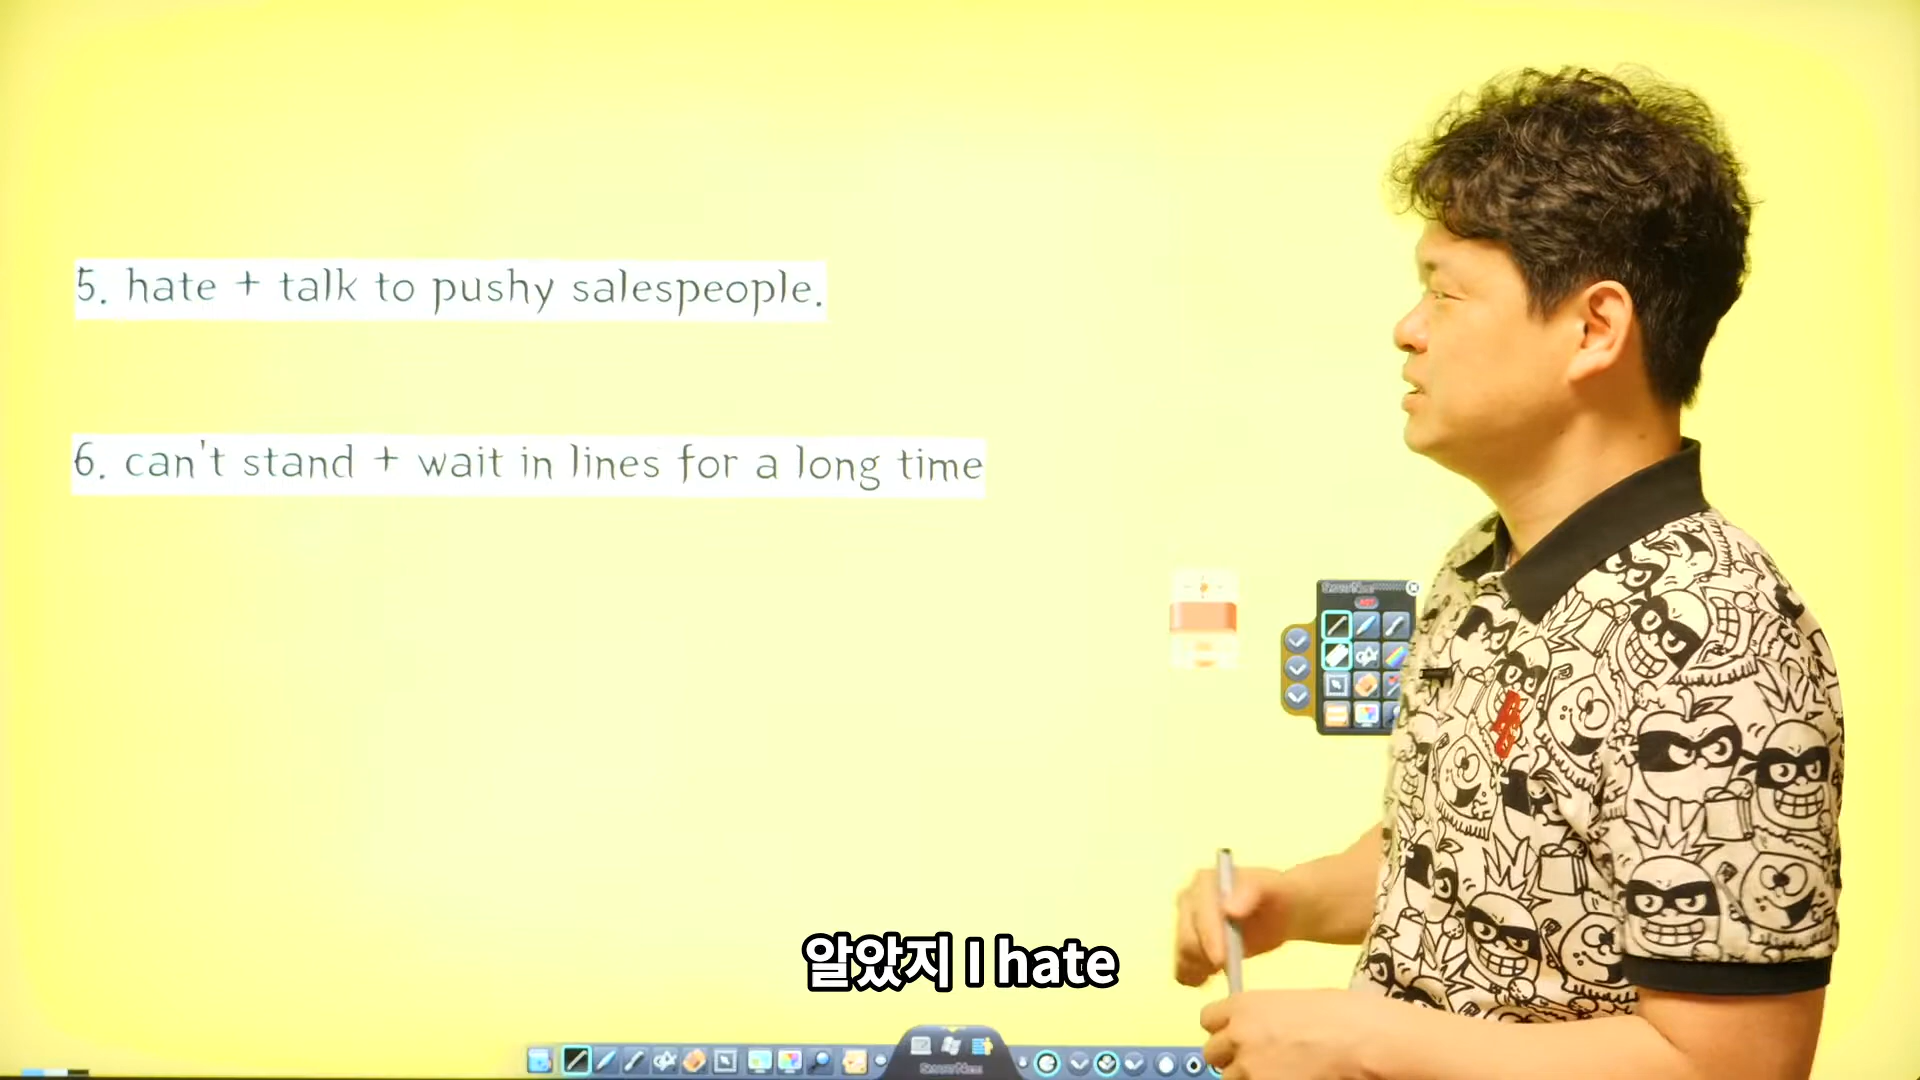 5. hate + talk to pushy salespeople.
6. can't stand + wait in lines for a long time
알았지 I hate